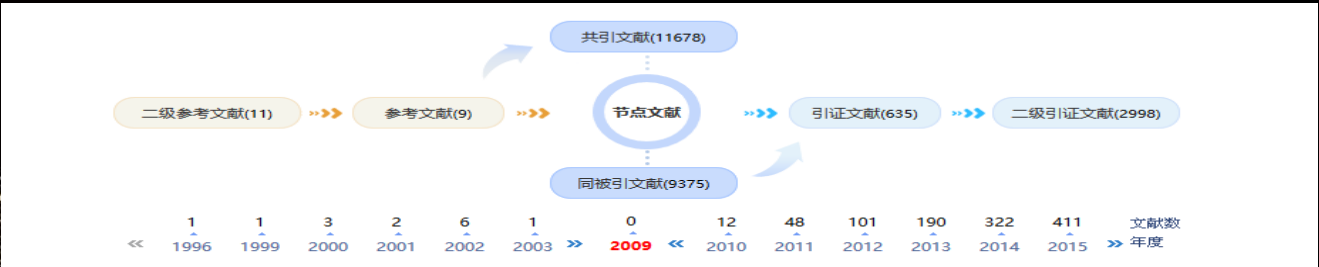 共引文献(11678)
二级参考文献(11)
参考文献(9)
节点文献
引证文献(635)
二级引证文献(2998)
同被引文献(9375)
1 1 3 2 6 1 0 12 48 101 190 322 411 文献数
1996 1999 2000 2001 2002 2003 2009 2010 2011 2012 2013 2014 2015 年度